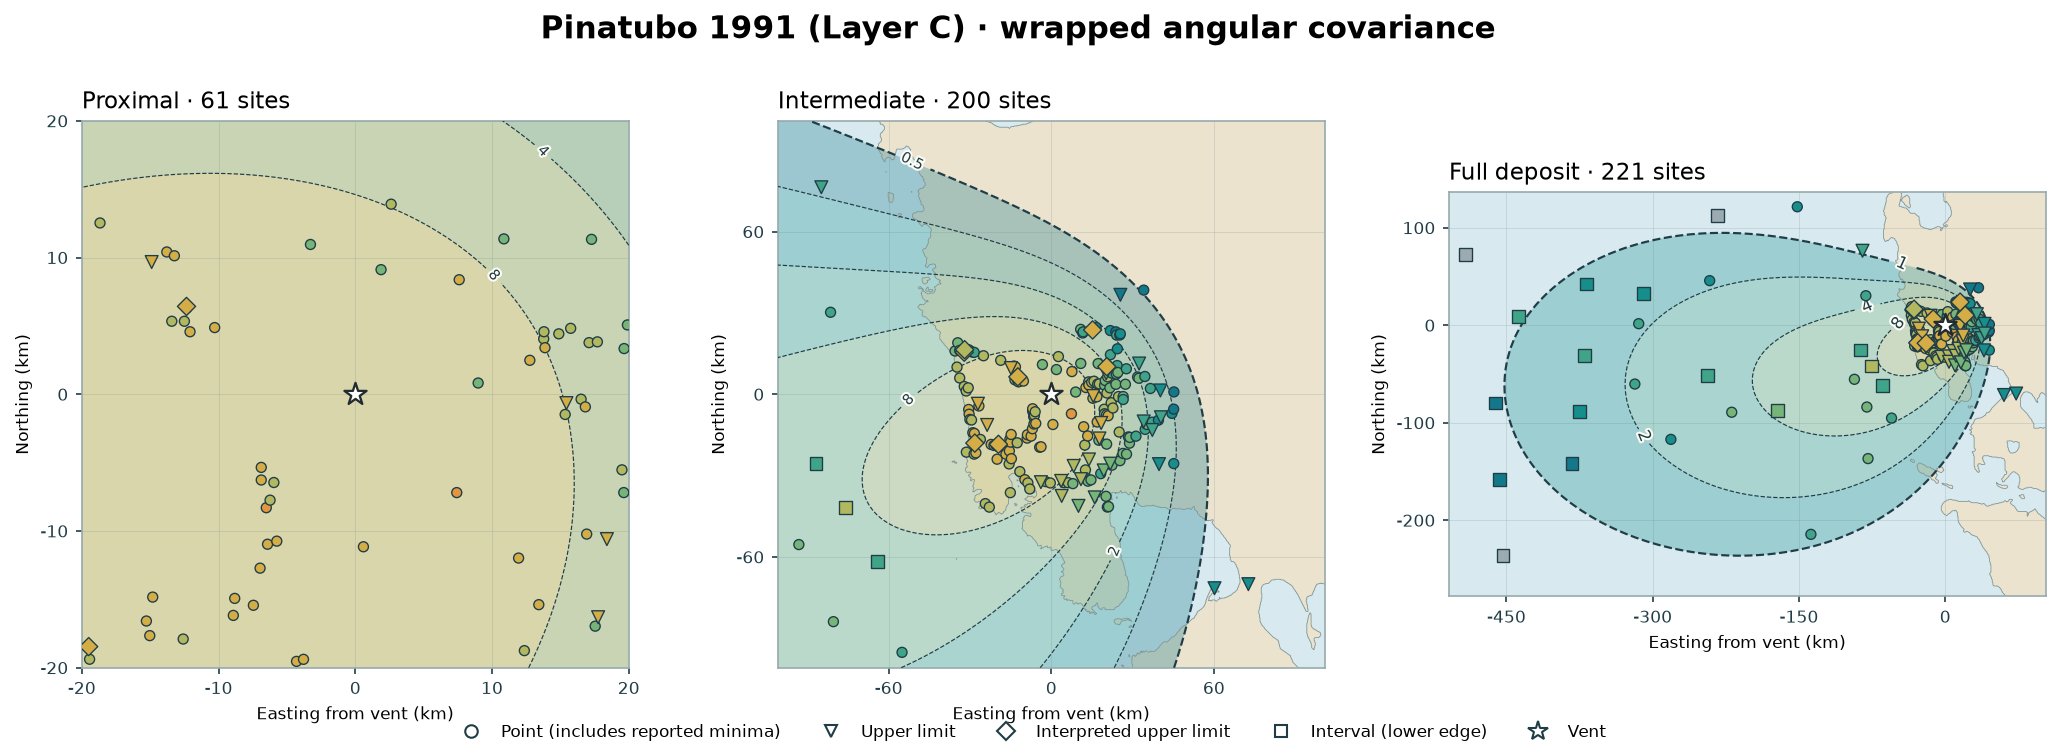 Pinatubo 1991 (Layer C) · wrapped angular covariance
Proximal · 61 sites
20
10
0
-10
-20
-20
-10
0
10
20
Northing (km)
Easting from vent (km)
4
8
Intermediate · 200 sites
60
0
-60
-60
0
60
Northing (km)
Easting from vent (km)
0.5
8
2
Full deposit · 221 sites
100
0
-100
-200
-450
-300
-150
0
Northing (km)
Easting from vent (km)
1
4
8
2
Point (includes reported minima)
Upper limit
Interpreted upper limit
Interval (lower edge)
Vent